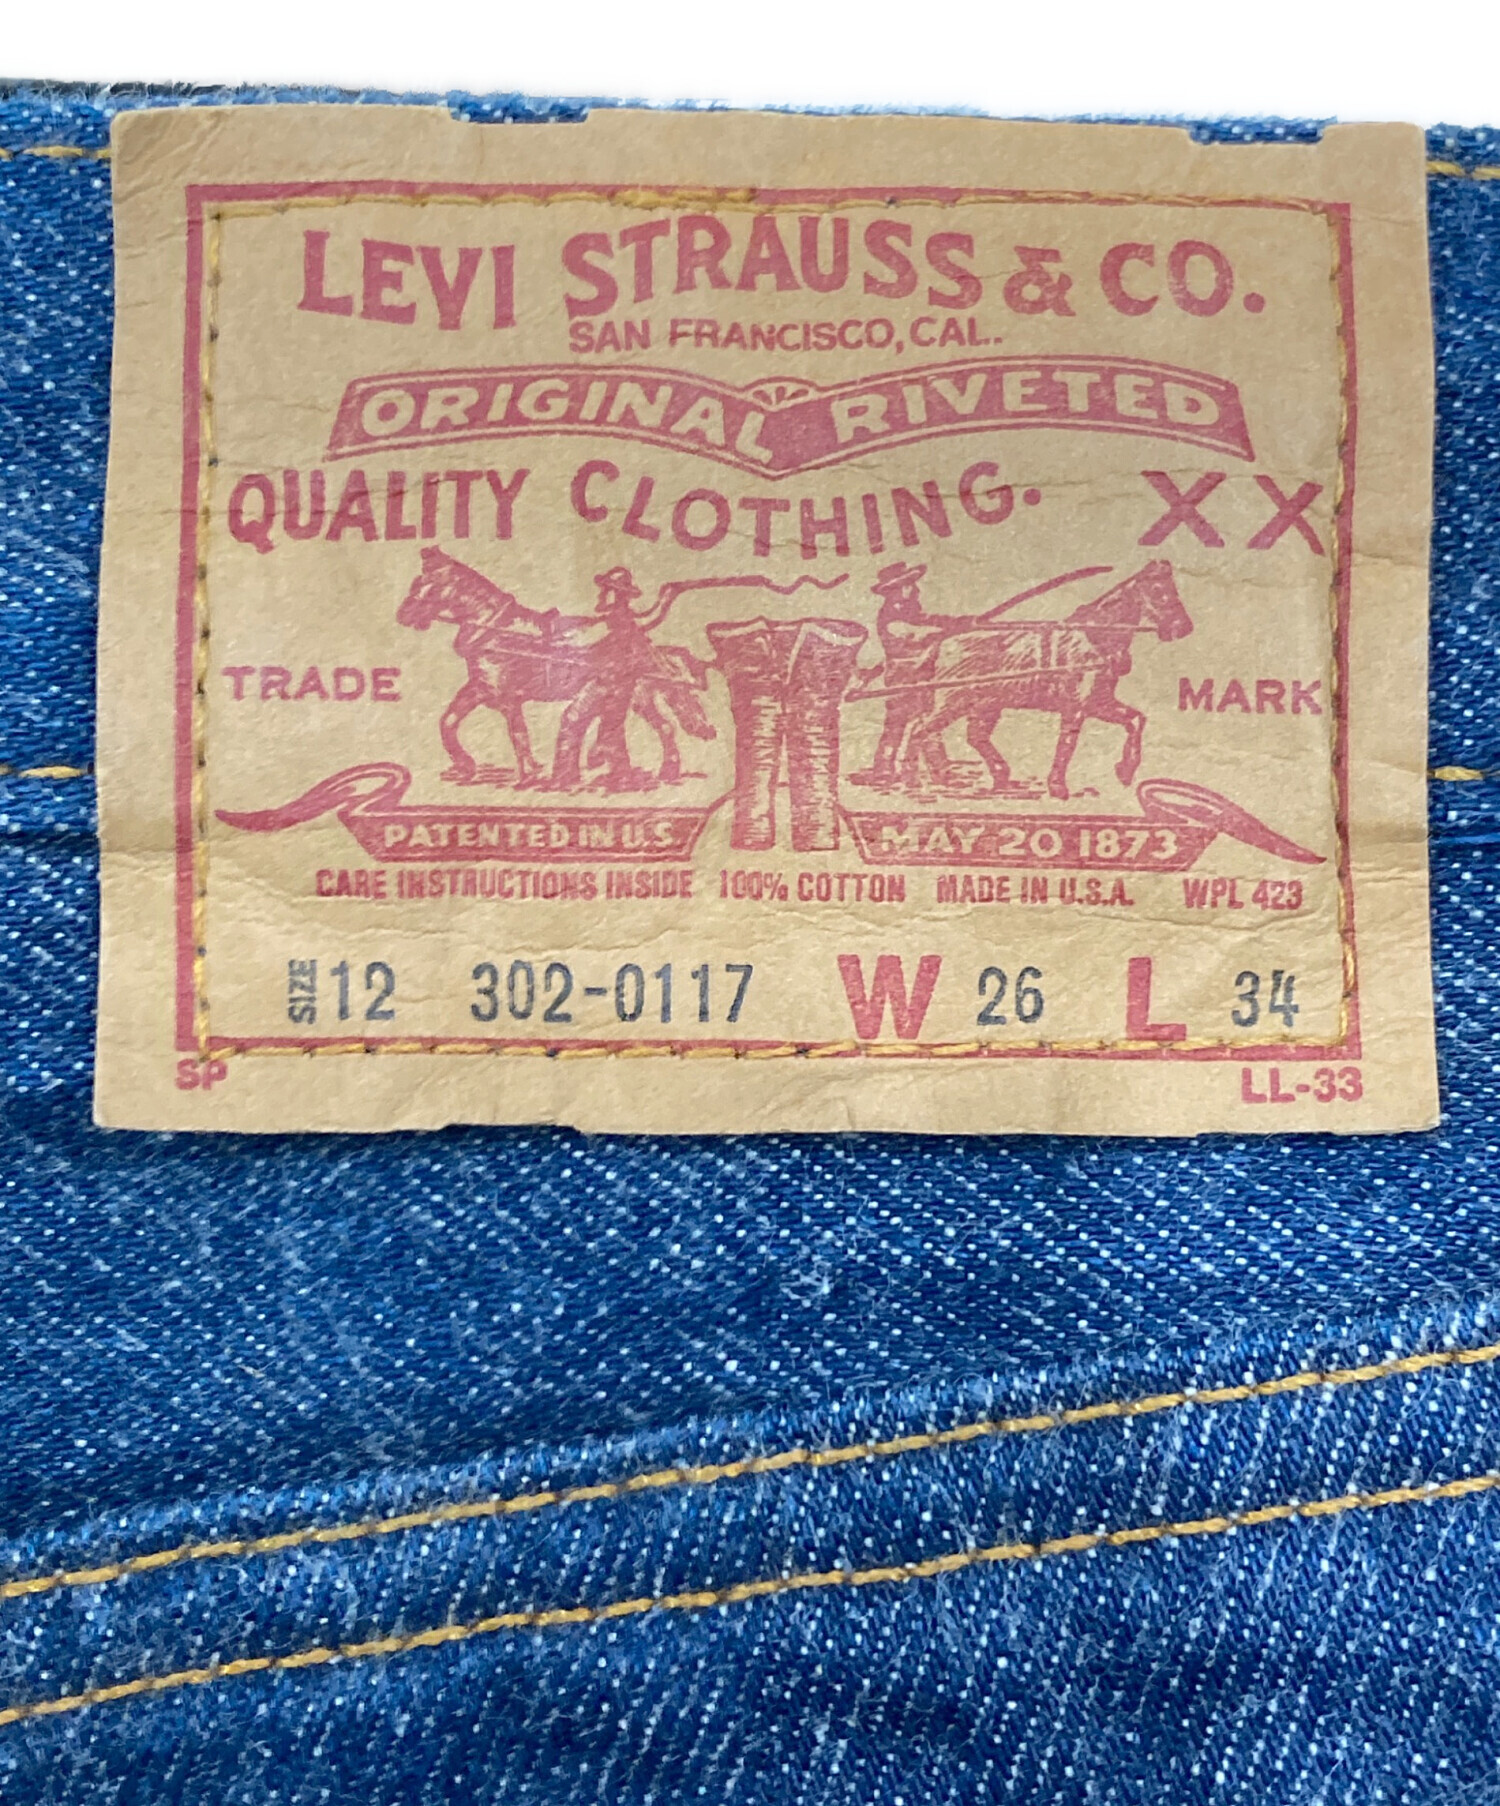 LEVI STRAUSS & CO.
SAN FRANCISCO, CAL.
ORIGINAL RIVETED
QUALITY CLOTHING. XX
TRADE MARK
PATENTED IN U.S. MAY 20 1873
CARE INSTRUCTIONS INSIDE 100% COTTON MADE IN U.S.A. WPL 423
SIZE 12 302-0117 W 26 L 34
SP LL-33